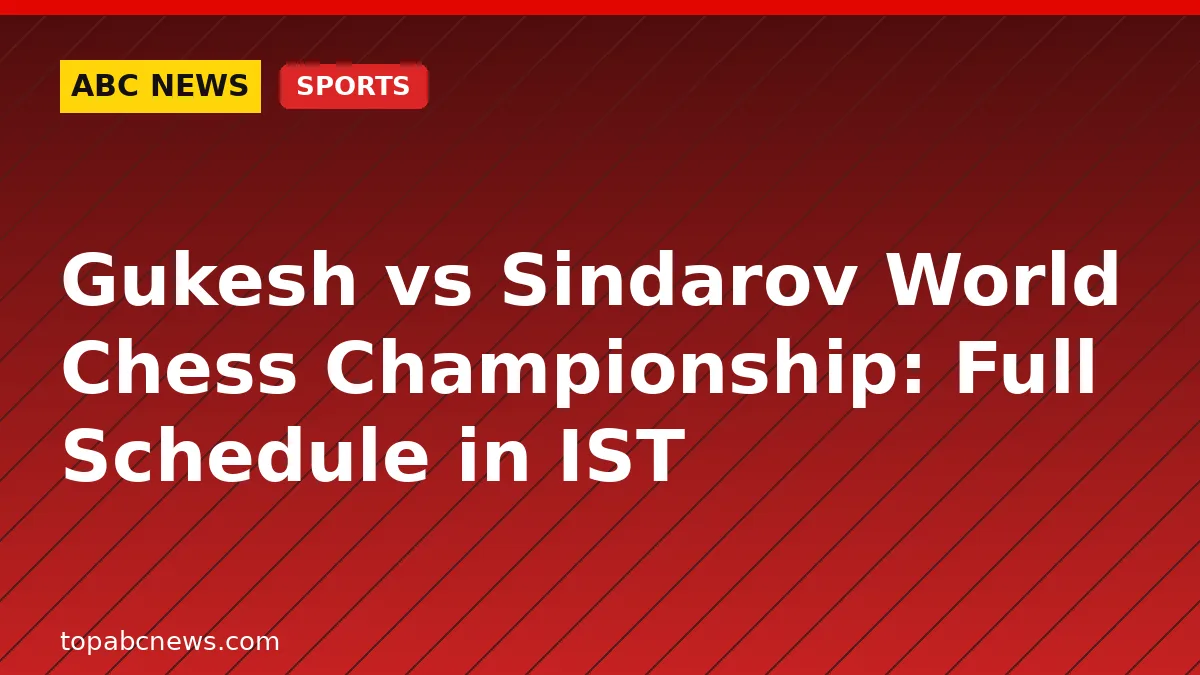 ABC NEWS SPORTS
Gukesh vs Sindarov World
Chess Championship: Full
Schedule in IST
topabcnews.com